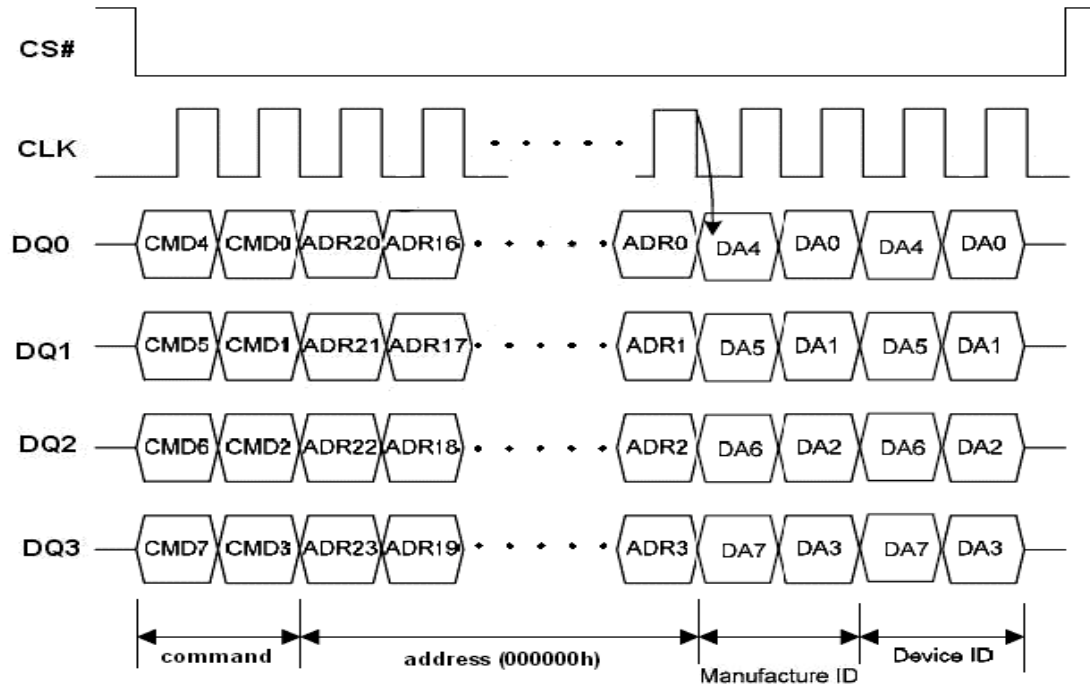 CS#
CLK
DQ0 CMD4 CMD0 ADR20 ADR16 ADR0 DA4 DA0 DA4 DA0
DQ1 CMD5 CMD1 ADR21 ADR17 ADR1 DA5 DA1 DA5 DA1
DQ2 CMD6 CMD2 ADR22 ADR18 ADR2 DA6 DA2 DA6 DA2
DQ3 CMD7 CMD3 ADR23 ADR19 ADR3 DA7 DA3 DA7 DA3
command address (000000h) Manufacture ID Device ID